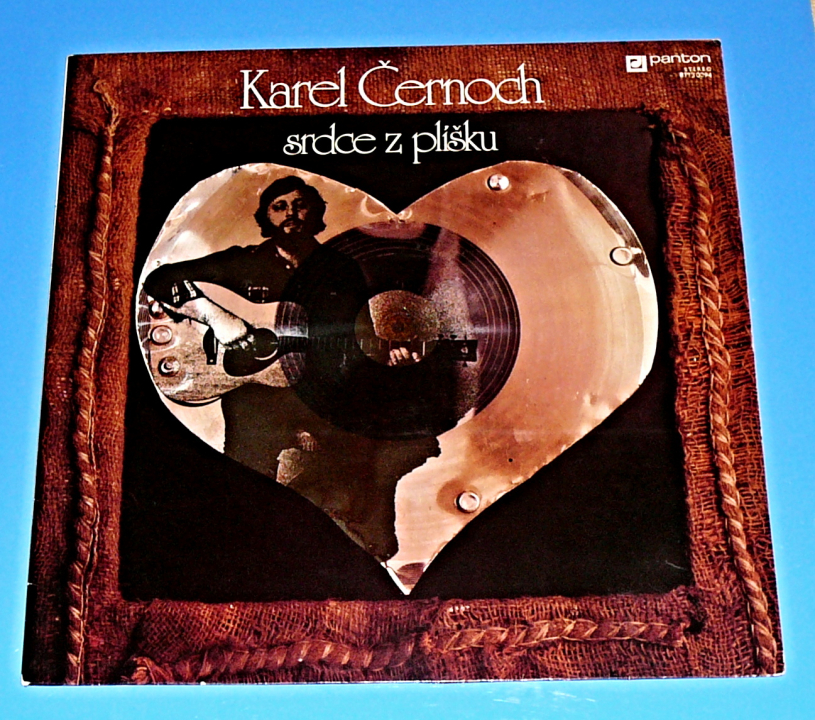 Karel Černoch
srdce z plíšku
panton
STEREO